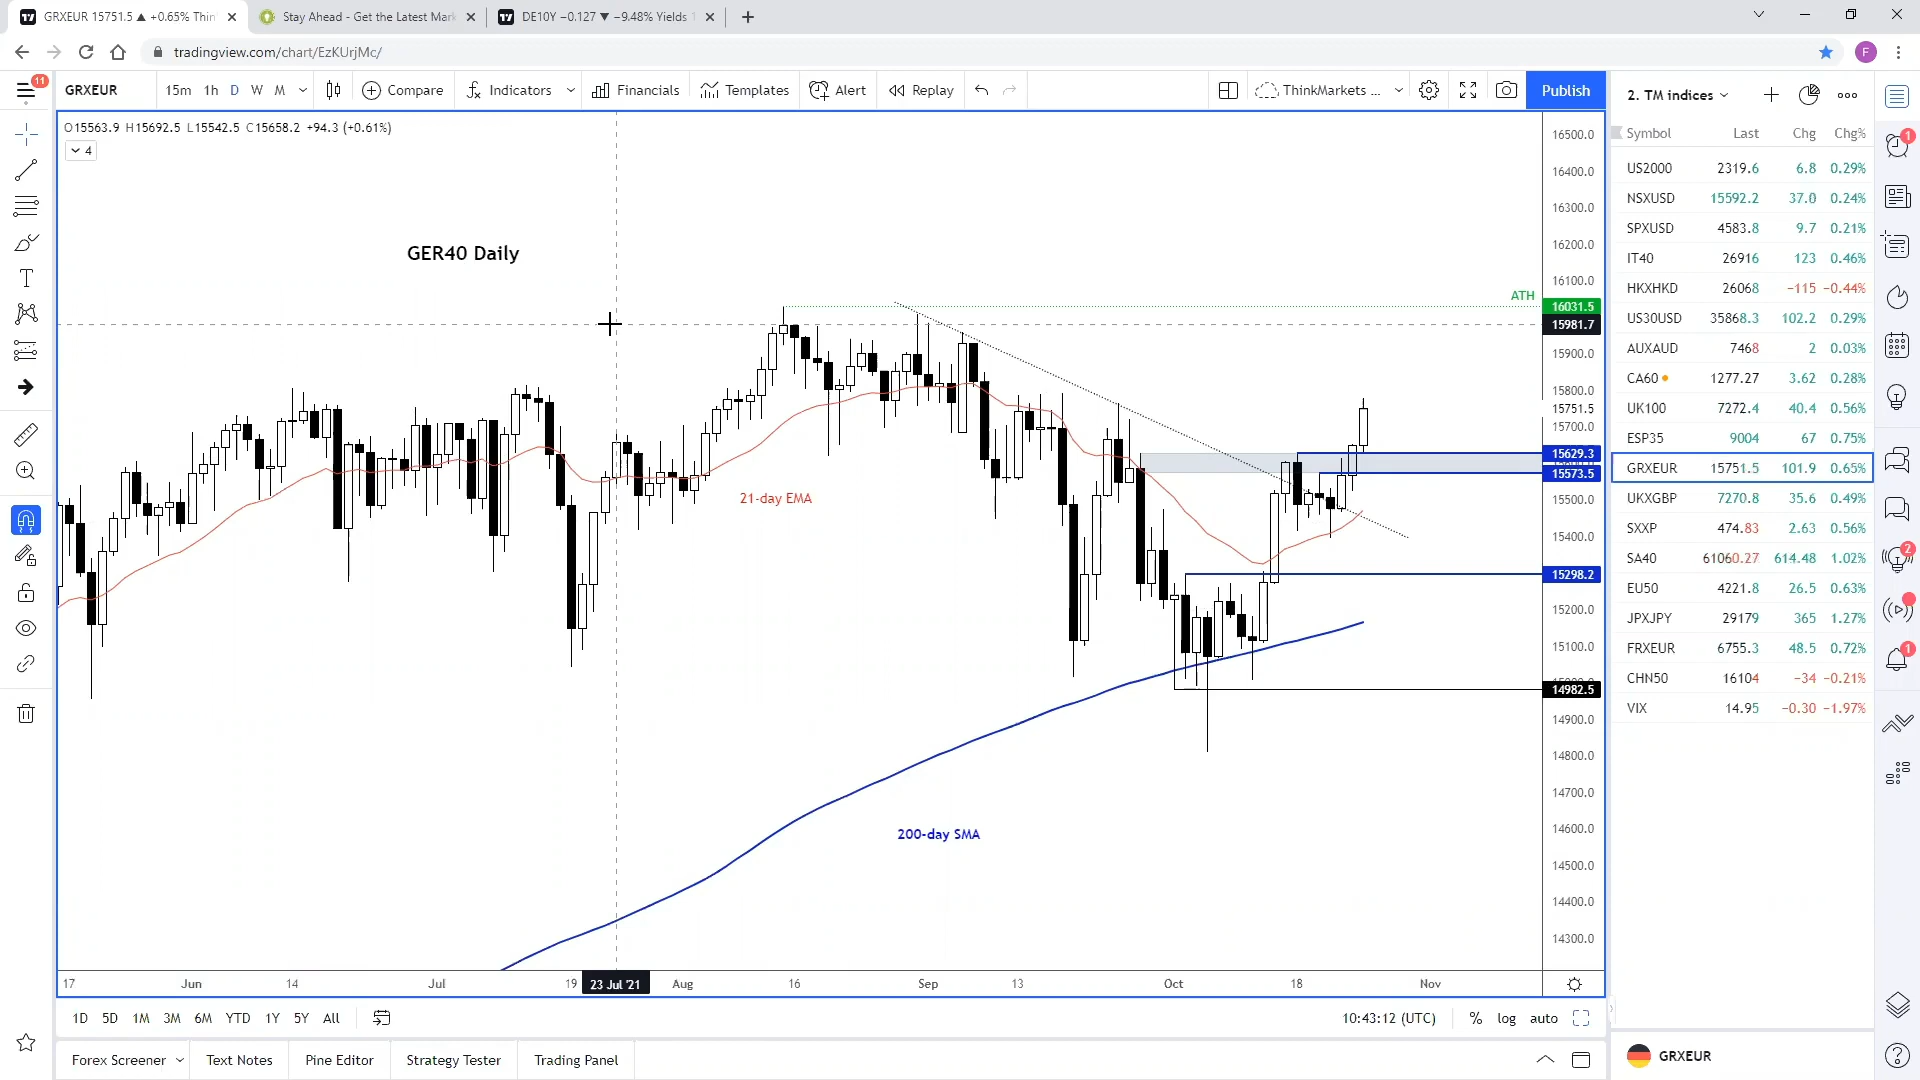 GRXEUR 15751.5 ▲ +0.65% Thin
Stay Ahead - Get the Latest Mark
DE10Y −0.127 ▼ −9.48% Yields
tradingview.com/chart/EzKUrjMc/
F
11
GRXEUR 15m 1h D W M Compare Indicators Financials Templates Alert Replay ThinkMarkets ... Publish
O15563.9 H15692.5 L15542.5 C15658.2 +94.3 (+0.61%)
4
GER40 Daily
ATH
21-day EMA
200-day SMA
16500.0
16400.0
16300.0
16200.0
16100.0
16031.5
15981.7
15900.0
15800.0
15751.5
15700.0
15629.3
15573.5
15500.0
15400.0
15298.2
15200.0
15100.0
14982.5
14900.0
14800.0
14700.0
14600.0
14500.0
14400.0
14300.0
17 Jun 14 Jul 19 23 Jul '21 Aug 16 Sep 13 Oct 18 Nov
1D 5D 1M 3M 6M YTD 1Y 5Y All 10:43:12 (UTC) % log auto
Forex Screener Text Notes Pine Editor Strategy Tester Trading Panel
2. TM indices
Symbol Last Chg Chg%
US2000 2319.6 6.8 0.29%
NSXUSD 15592.2 37.0 0.24%
SPXUSD 4583.8 9.7 0.21%
IT40 26916 123 0.46%
HKXHKD 26068 −115 −0.44%
US30USD 35868.3 102.2 0.29%
AUXAUD 7468 2 0.03%
CA60 1277.27 3.62 0.28%
UK100 7272.4 40.4 0.56%
ESP35 9004 67 0.75%
GRXEUR 15751.5 101.9 0.65%
UKXGBP 7270.8 35.6 0.49%
SXXP 474.83 2.63 0.56%
SA40 61060.27 614.48 1.02%
EU50 4221.8 26.5 0.63%
JPXJPY 29179 365 1.27%
FRXEUR 6755.3 48.5 0.72%
CHN50 16104 −34 −0.21%
VIX 14.95 −0.30 −1.97%
GRXEUR
1
2
1